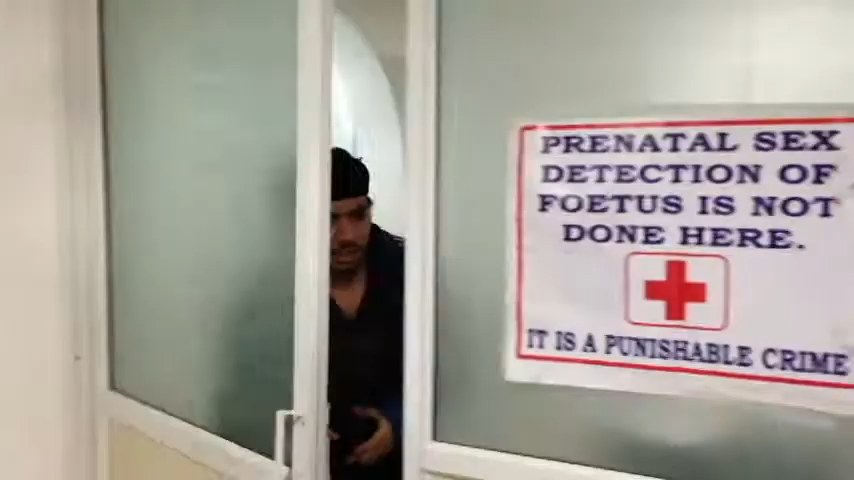 PRENATAL SEX
DETECTION OF
FOETUS IS NOT
DONE HERE.
IT IS A PUNISHABLE CRIME